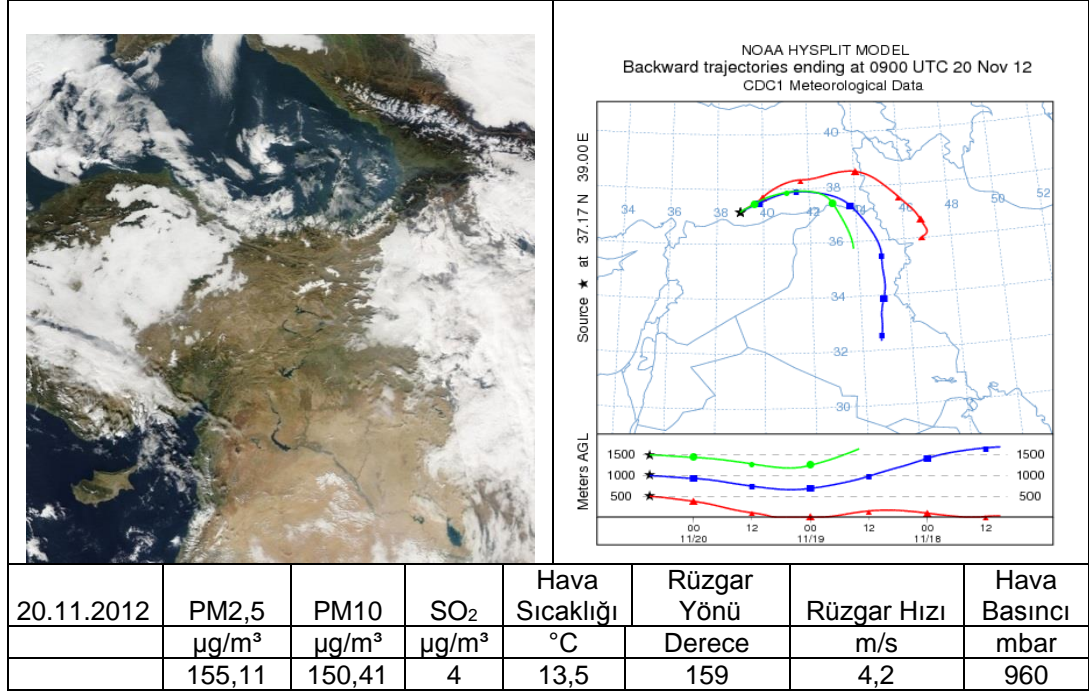 NOAA HYSPLIT MODEL
Backward trajectories ending at 0900 UTC 20 Nov 12
CDC1 Meteorological Data
Source ★ at 37.17 N 39.00 E
40
38
34 36 38 40 42 44 46 48 50 52
36
34
32
30
Meters AGL
1500 1500
1000 1000
500 500
00 12 00 12 00 12
11/20 11/19 11/18
20.11.2012 PM2,5 PM10 SO₂ Hava Sıcaklığı Rüzgar Yönü Rüzgar Hızı Hava Basıncı
µg/m³ µg/m³ µg/m³ °C Derece m/s mbar
155,11 150,41 4 13,5 159 4,2 960